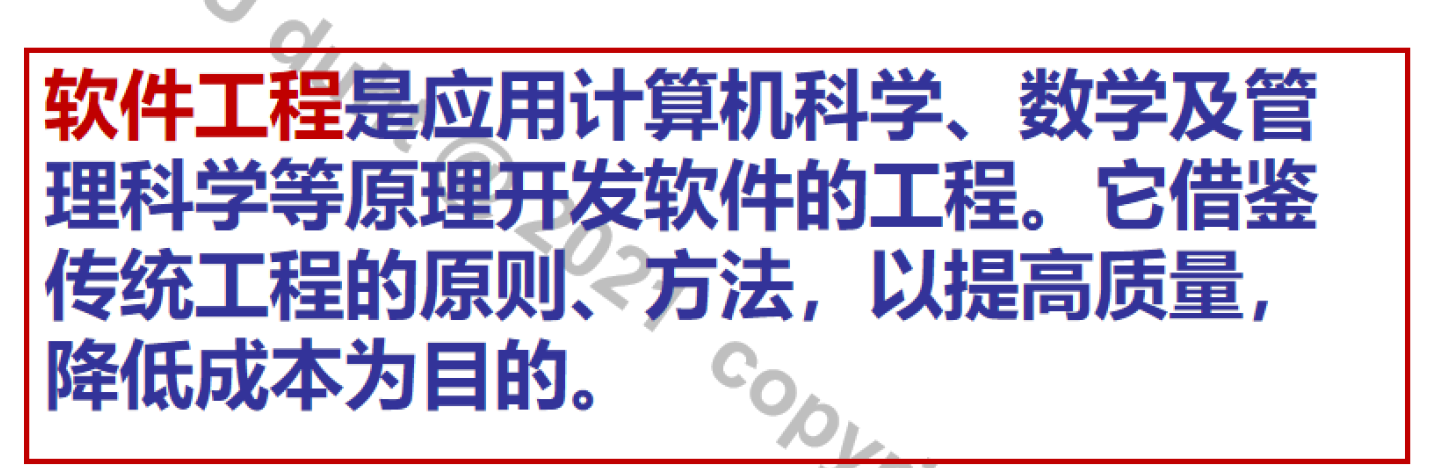 软件工程是应用计算机科学、数学及管
理科学等原理开发软件的工程。它借鉴
传统工程的原则、方法，以提高质量，
降低成本为目的。
@2021